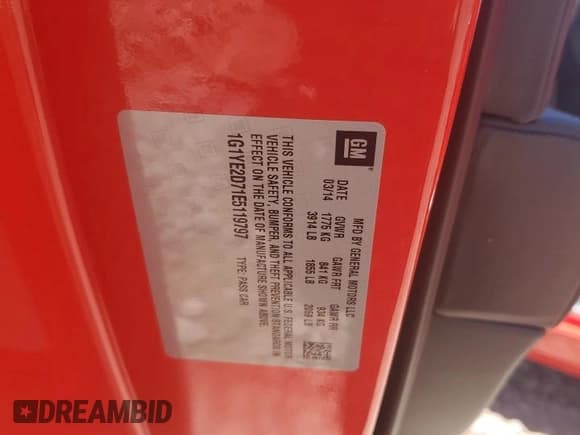 GM
MFD BY GENERAL MOTORS LLC
DATE GVWR GAWR FRT GAWR RR
03/14 1775 KG 841 KG 934 KG
3914 LB 1855 LB 2059 LB
THIS VEHICLE CONFORMS TO ALL APPLICABLE U.S. FEDERAL MOTOR
VEHICLE SAFETY, BUMPER, AND THEFT PREVENTION STANDARDS IN
EFFECT ON THE DATE OF MANUFACTURE SHOWN ABOVE.
1G1YE2D71E5119797 TYPE: PASS CAR
DREAMBID